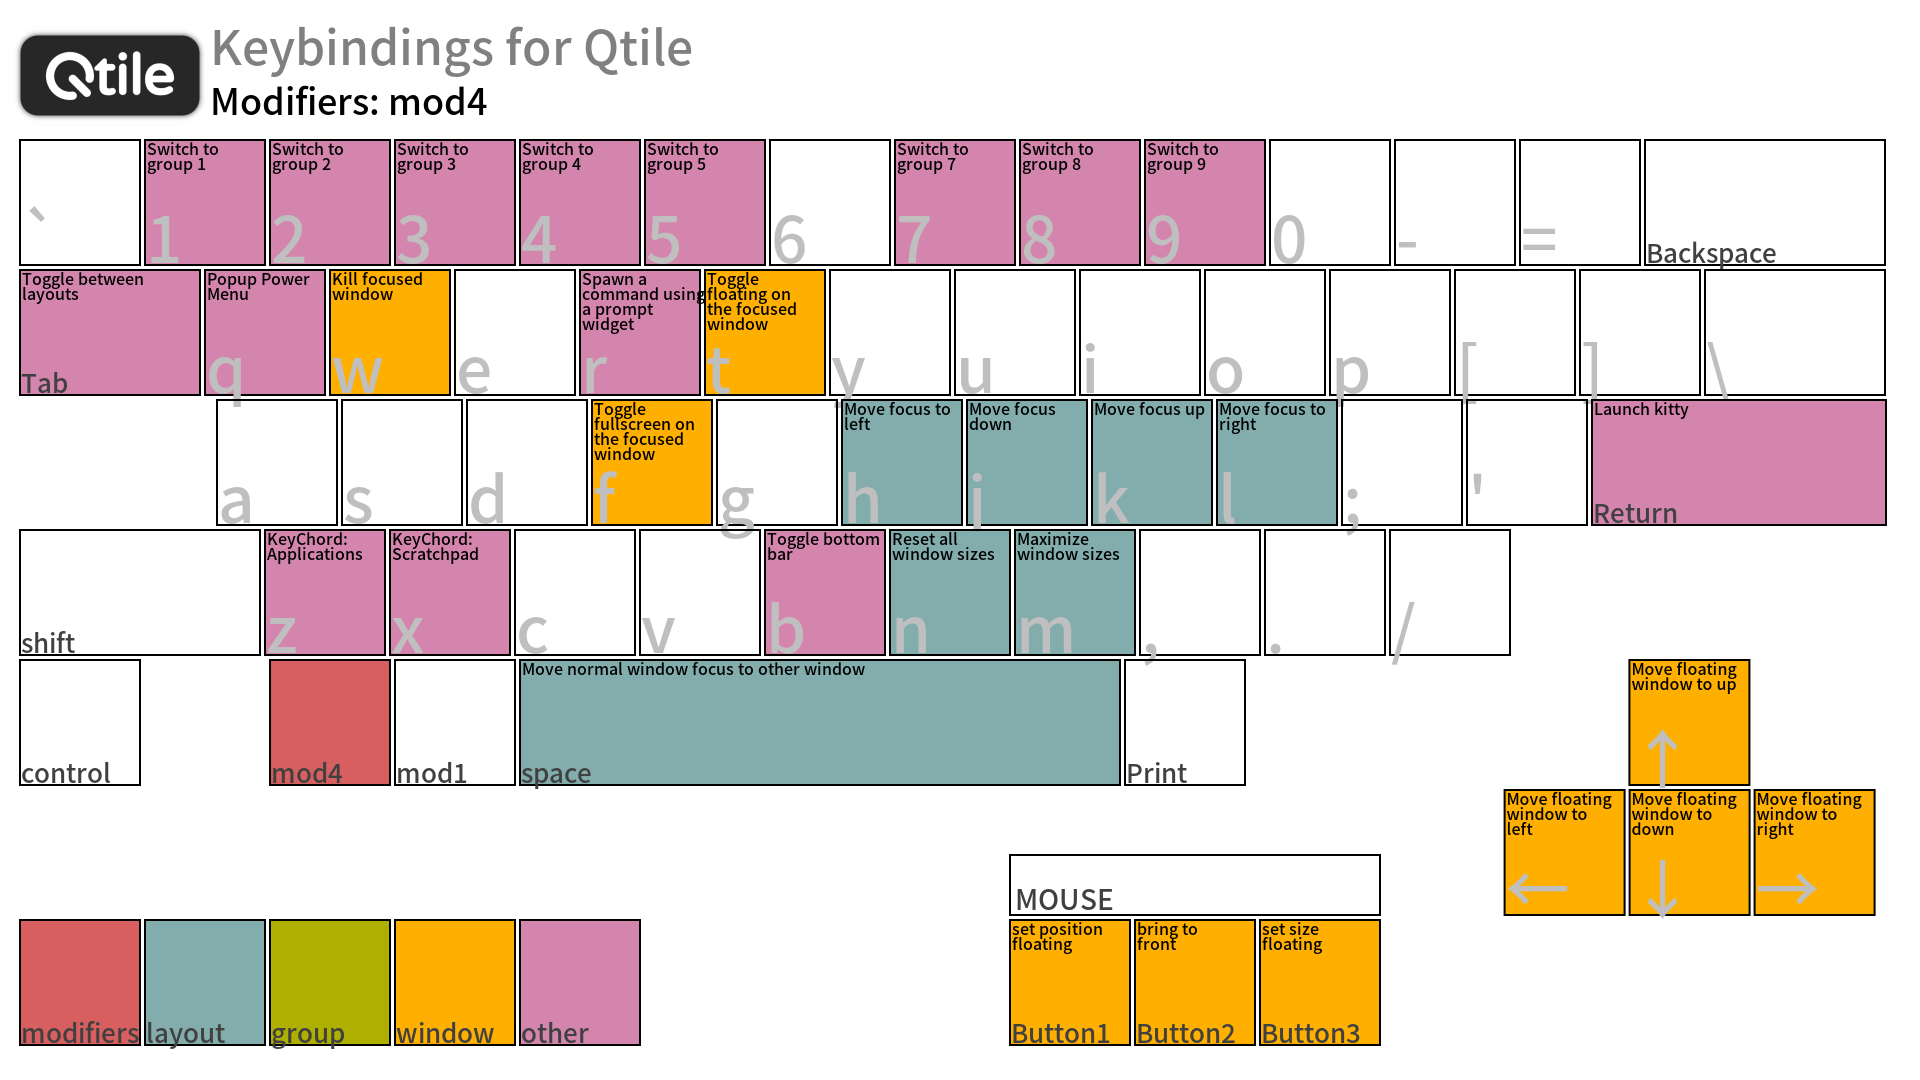 Qtile
Keybindings for Qtile
Modifiers: mod4
`
Switch to
group 1
1
Switch to
group 2
2
Switch to
group 3
3
Switch to
group 4
4
Switch to
group 5
5
6
Switch to
group 7
7
Switch to
group 8
8
Switch to
group 9
9
0
-
=
Backspace
Toggle between
layouts
Tab
Popup Power
Menu
q
Kill focused
window
w
e
Spawn a
command using
a prompt
widget
r
Toggle
floating on
the focused
window
t
y
u
i
o
p
[
]
\
a
s
d
Toggle
fullscreen on
the focused
window
f
g
Move focus to
left
h
Move focus
down
j
Move focus up
k
Move focus to
right
l
;
'
Launch kitty
Return
shift
KeyChord:
Applications
z
KeyChord:
Scratchpad
x
c
v
Toggle bottom
bar
b
Reset all
window sizes
n
Maximize
window sizes
m
,
.
/
control
mod4
mod1
Move normal window focus to other window
space
Print
Move floating
window to up
↑
Move floating
window to
left
←
Move floating
window to
down
↓
Move floating
window to
right
→
MOUSE
set position
floating
Button1
bring to
front
Button2
set size
floating
Button3
modifiers
layout
group
window
other